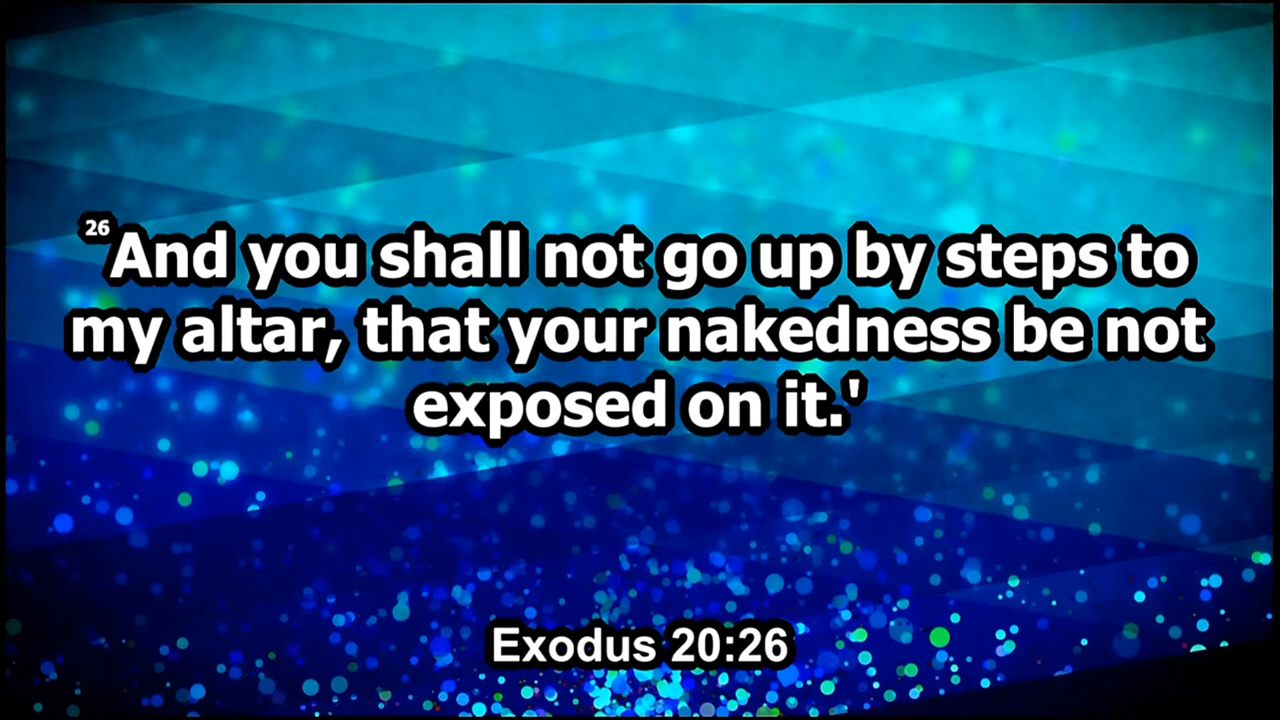 26 And you shall not go up by steps to
my altar, that your nakedness be not
exposed on it.'
Exodus 20:26